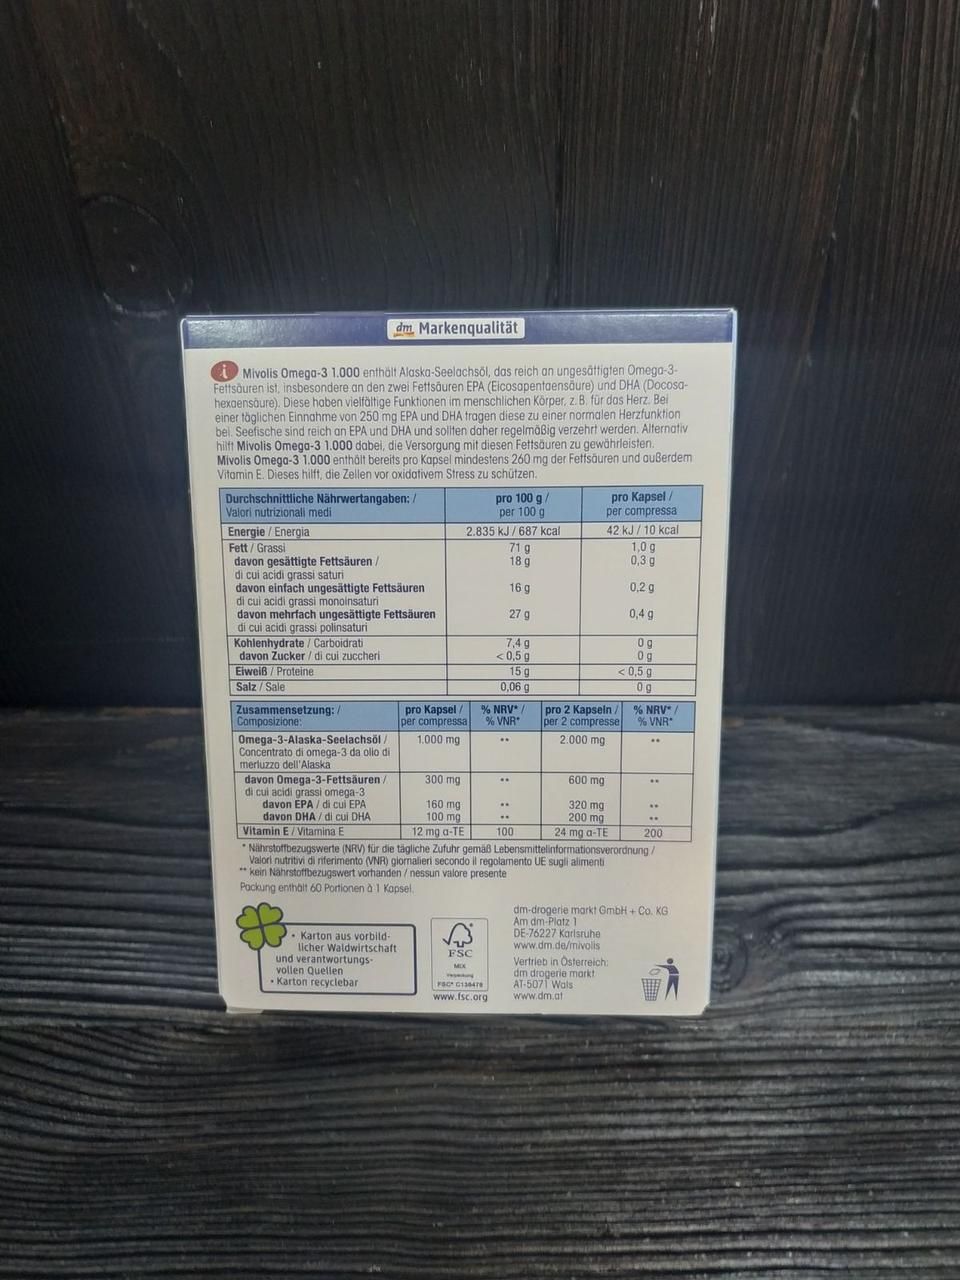 dm Markenqualität
i Mivolis Omega-3 1.000 enthält Alaska-Seelachsöl, das reich an ungesättigten Omega-3-
Fettsäuren ist, insbesondere an den zwei Fettsäuren EPA (Eicosapentaensäure) und DHA (Docosa-
hexaensäure). Diese haben vielfältige Funktionen im menschlichen Körper, z. B. für das Herz. Bei
einer täglichen Einnahme von 250 mg EPA und DHA tragen diese zu einer normalen Herzfunktion
bei. Seefische sind reich an EPA und DHA und sollten daher regelmäßig verzehrt werden. Alternativ
hilft Mivolis Omega-3 1.000 dabei, die Versorgung mit diesen Fettsäuren zu gewährleisten.
Mivolis Omega-3 1.000 enthält bereits pro Kapsel mindestens 260 mg der Fettsäuren und außerdem
Vitamin E. Dieses hilft, die Zellen vor oxidativem Stress zu schützen.
Durchschnittliche Nährwertangaben: / pro 100 g / pro Kapsel /
Valori nutrizionali medi per 100 g per compressa
Energie / Energia 2.835 kJ / 687 kcal 42 kJ / 10 kcal
Fett / Grassi 71 g 1,0 g
davon gesättigte Fettsäuren / 18 g 0,3 g
di cui acidi grassi saturi
davon einfach ungesättigte Fettsäuren 16 g 0,2 g
di cui acidi grassi monoinsaturi
davon mehrfach ungesättigte Fettsäuren 27 g 0,4 g
di cui acidi grassi polinsaturi
Kohlenhydrate / Carboidrati 7,4 g 0 g
davon Zucker / di cui zuccheri < 0,5 g 0 g
Eiweiß / Proteine 15 g < 0,5 g
Salz / Sale 0,06 g 0 g
Zusammensetzung: / pro Kapsel / % NRV* / pro 2 Kapseln / % NRV* /
Composizione: per compressa % VNR* per 2 compresse % VNR*
Omega-3-Alaska-Seelachsöl / 1.000 mg ** 2.000 mg **
Concentrato di omega-3 da olio di
merluzzo dell'Alaska
davon Omega-3-Fettsäuren / 300 mg ** 600 mg **
di cui acidi grassi omega-3
davon EPA / di cui EPA 160 mg ** 320 mg **
davon DHA / di cui DHA 100 mg ** 200 mg **
Vitamin E / Vitamina E 12 mg α-TE 100 24 mg α-TE 200
* Nährstoffbezugswerte (NRV) für die tägliche Zufuhr gemäß Lebensmittelinformationsverordnung /
Valori nutritivi di riferimento (VNR) giornalieri secondo il regolamento UE sugli alimenti
** kein Nährstoffbezugswert vorhanden / nessun valore presente
Packung enthält 60 Portionen à 1 Kapsel.
• Karton aus vorbild-
licher Waldwirtschaft
und verantwortungs-
vollen Quellen
• Karton recyclebar
FSC
MIX
Verpackung
FSC® C136478
www.fsc.org
dm-drogerie markt GmbH + Co. KG
Am dm-Platz 1
DE-76227 Karlsruhe
www.dm.de/mivolis
Vertrieb in Österreich:
dm drogerie markt
AT-5071 Wals
www.dm.at